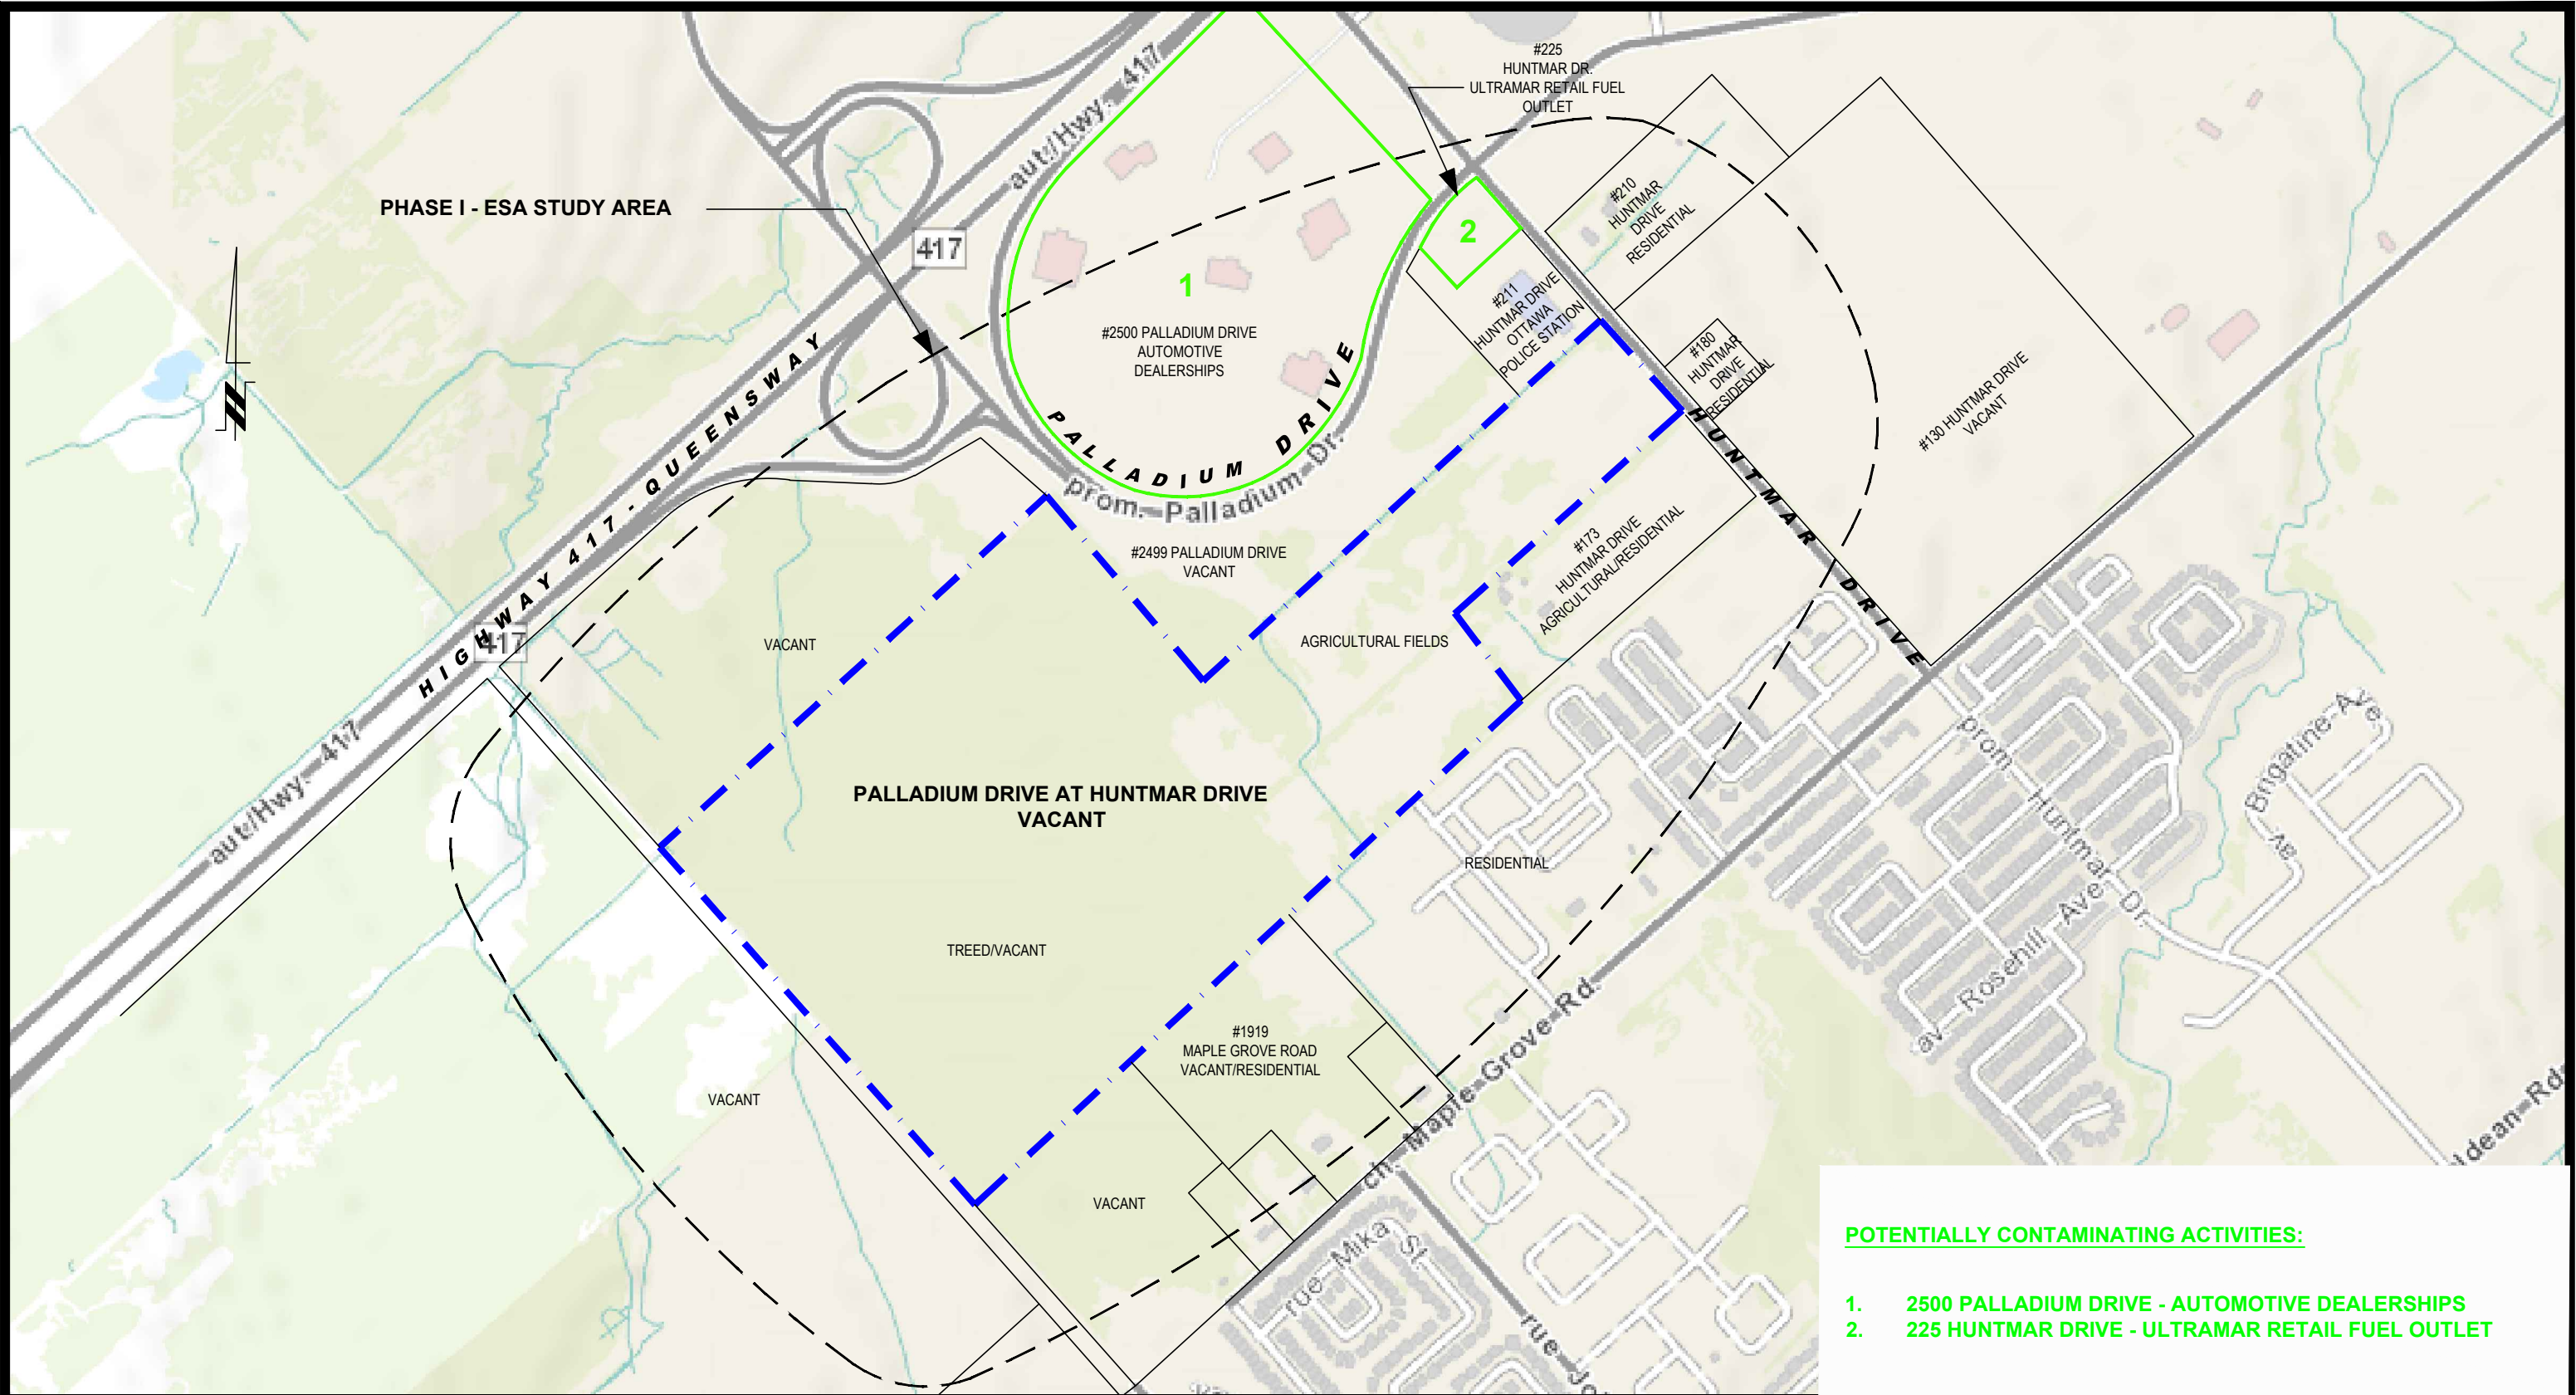 aut/Hwy. 417
#225
HUNTMAR DR.
ULTRAMAR RETAIL FUEL
OUTLET
PHASE I - ESA STUDY AREA
417
#210
HUNTMAR
DRIVE
RESIDENTIAL
2
1
#2500 PALLADIUM DRIVE
AUTOMOTIVE
DEALERSHIPS
#211
HUNTMAR DRIVE
OTTAWA
POLICE STATION
#180
HUNTMAR
DRIVE
RESIDENTIAL
#130 HUNTMAR DRIVE
VACANT
PALLADIUM DRIVE
prom. Palladium Dr.
HIGHWAY 417 - QUEENSWAY
417
HUNTMAR DRIVE
#2499 PALLADIUM DRIVE
VACANT
#173
HUNTMAR DRIVE
AGRICULTURAL/RESIDENTIAL
VACANT
AGRICULTURAL FIELDS
aut/Hwy. 417
PALLADIUM DRIVE AT HUNTMAR DRIVE
VACANT
prom. Huntmar Dr.
Brigatine Ave
av
RESIDENTIAL
TREED/VACANT
av Rosehill Ave
#1919
MAPLE GROVE ROAD
VACANT/RESIDENTIAL
ch. Maple Grove Rd.
VACANT
VACANT
ldean Rd.
rue Mika St.
rue Jo
POTENTIALLY CONTAMINATING ACTIVITIES:
1. 2500 PALLADIUM DRIVE - AUTOMOTIVE DEALERSHIPS
2. 225 HUNTMAR DRIVE - ULTRAMAR RETAIL FUEL OUTLET